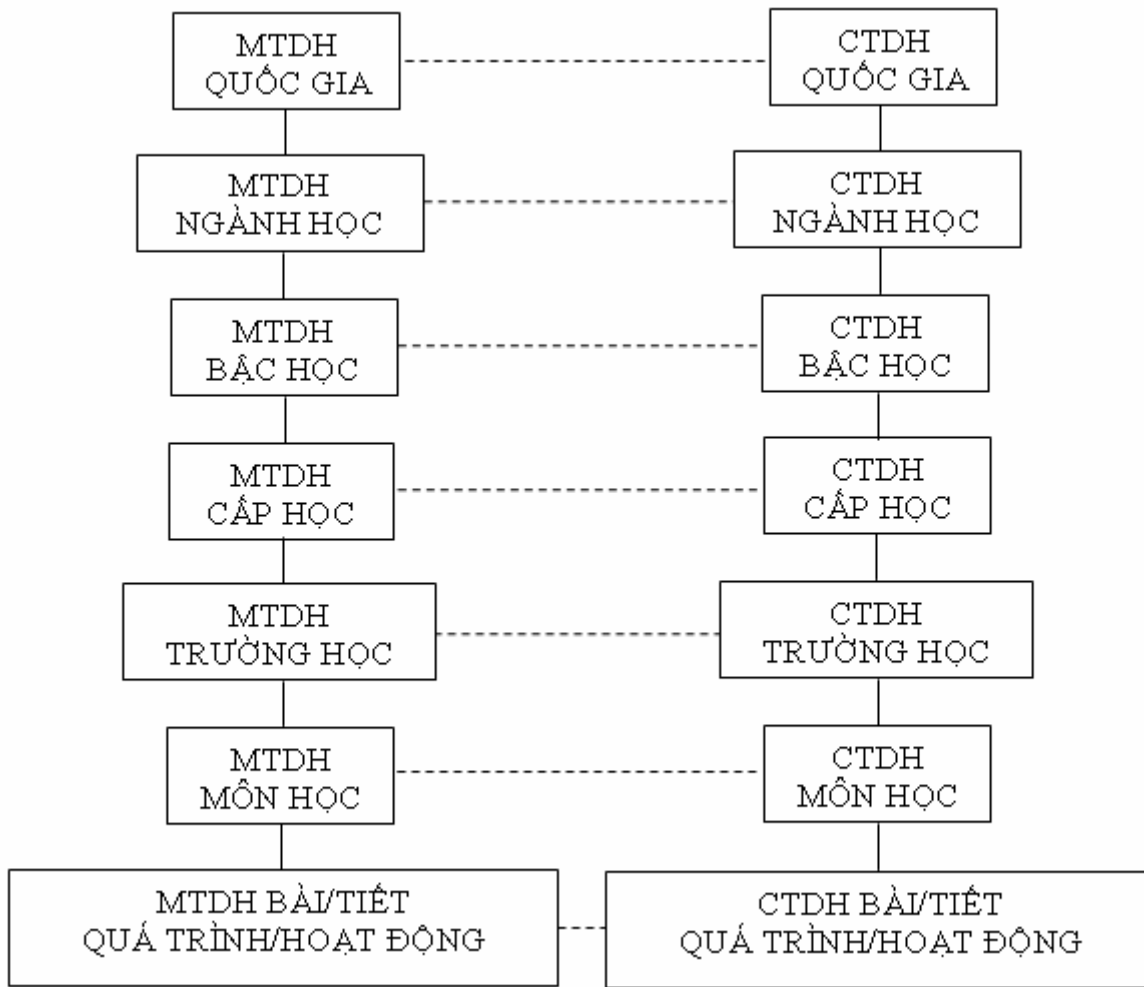 MTDH
QUỐC GIA
CTDH
QUỐC GIA
MTDH
NGÀNH HỌC
CTDH
NGÀNH HỌC
MTDH
BẬC HỌC
CTDH
BẬC HỌC
MTDH
CẤP HỌC
CTDH
CẤP HỌC
MTDH
TRƯỜNG HỌC
CTDH
TRƯỜNG HỌC
MTDH
MÔN HỌC
CTDH
MÔN HỌC
MTDH BÀI/TIẾT
QUÁ TRÌNH/HOẠT ĐỘNG
CTDH BÀI/TIẾT
QUÁ TRÌNH/HOẠT ĐỘNG